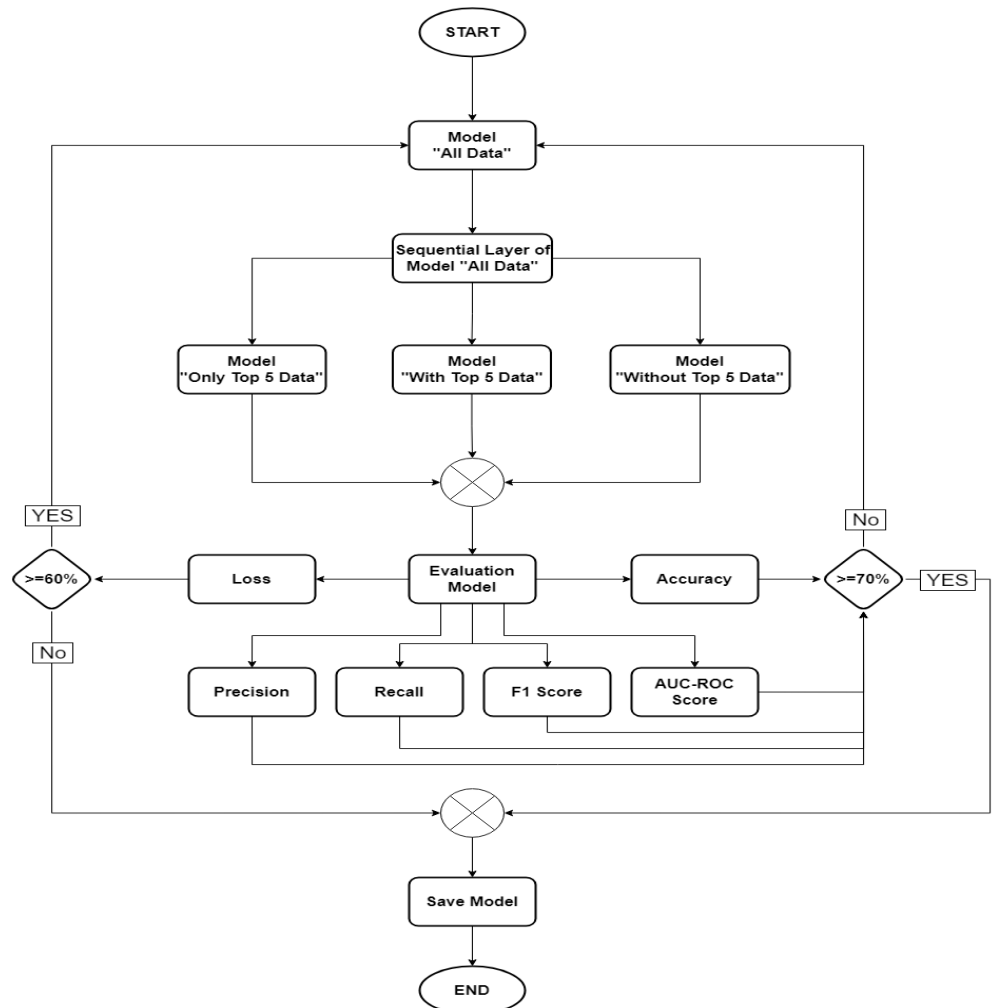 START
Model
"All Data"
Sequential Layer of
Model "All Data"
Model
"Only Top 5 Data"
Model
"With Top 5 Data"
Model
"Without Top 5 Data"
YES
No
>=60%
Loss
Evaluation
Model
Accuracy
>=70%
YES
No
Precision
Recall
F1 Score
AUC-ROC
Score
Save Model
END